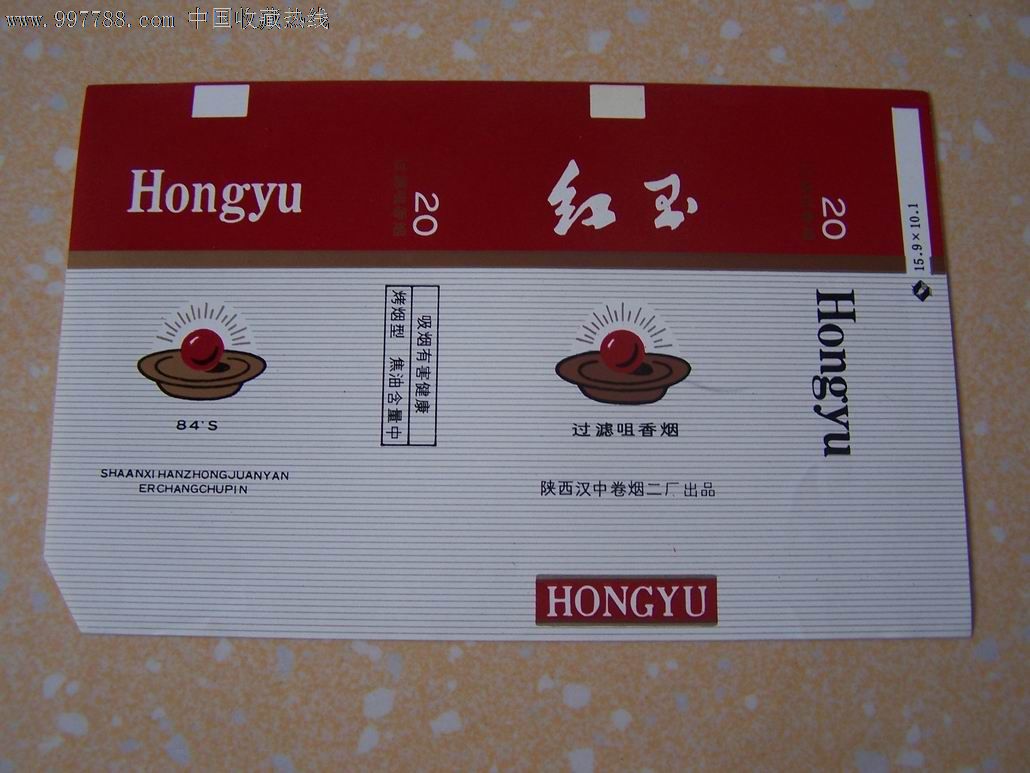 www.997788.com 中国收藏热线
Hongyu
20
红玉
20
15.9×10.1
84'S
SHAANXI HANZHONGJUANYAN
ERCHANGCHUPIN
吸烟有害健康
烤烟型 焦油含量中
过滤咀香烟
陕西汉中卷烟二厂出品
HONGYU
Hongyu